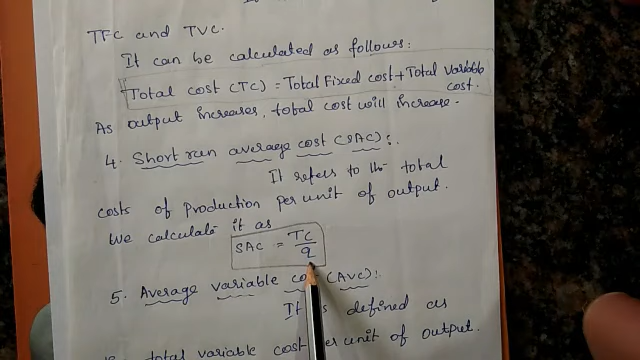 TFC and TVC.
It can be calculated as follows:
Total cost (TC) = Total Fixed cost + Total variable cost.
As output increases, total cost will increase.
4. Short run average cost (SAC):
It refers to the total
costs of production per unit of output.
We calculate it as
SAC = TC/q
5. Average variable (AVC):
It is defined as
total variable cost per unit of output.